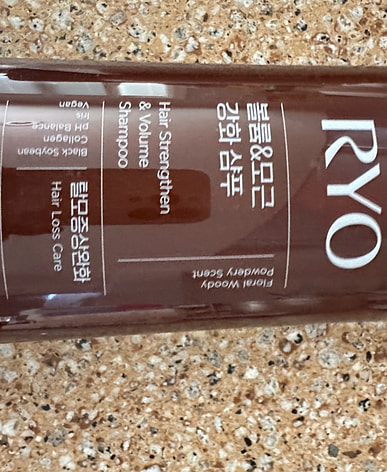 RYO
볼륨&모근
강화 샴푸
Hair Strengthen
& Volume
Shampoo
Floral Woody
Powdery Scent
탈모증상완화
Hair Loss Care
Black Soybean
Collagen
pH Balance
Iris
Vegan